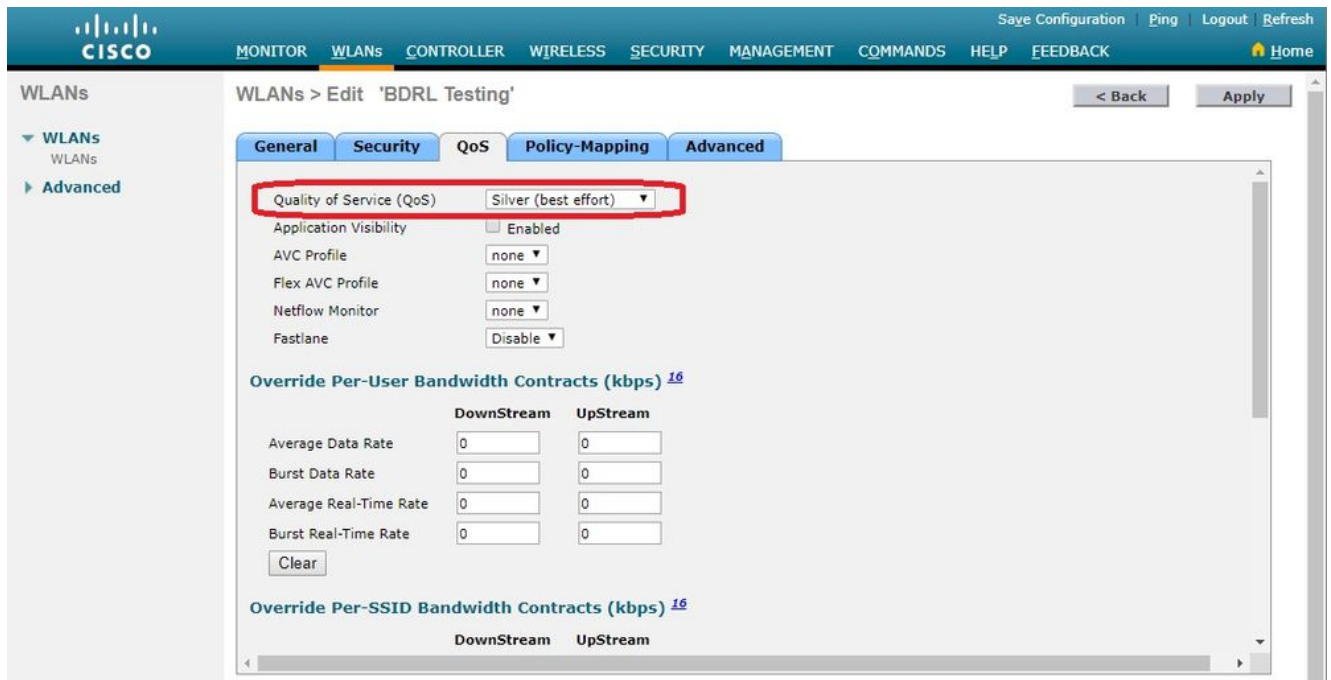 Save Configuration | Ping | Logout | Refresh
CISCO MONITOR WLANs CONTROLLER WIRELESS SECURITY MANAGEMENT COMMANDS HELP FEEDBACK Home
WLANs
WLANs > Edit 'BDRL Testing'
< Back Apply
WLANs
WLANs
Advanced
General Security QoS Policy-Mapping Advanced
Quality of Service (QoS) Silver (best effort)
Application Visibility Enabled
AVC Profile none
Flex AVC Profile none
Netflow Monitor none
Fastlane Disable
Override Per-User Bandwidth Contracts (kbps) 16
DownStream UpStream
Average Data Rate 0 0
Burst Data Rate 0 0
Average Real-Time Rate 0 0
Burst Real-Time Rate 0 0
Clear
Override Per-SSID Bandwidth Contracts (kbps) 16
DownStream UpStream